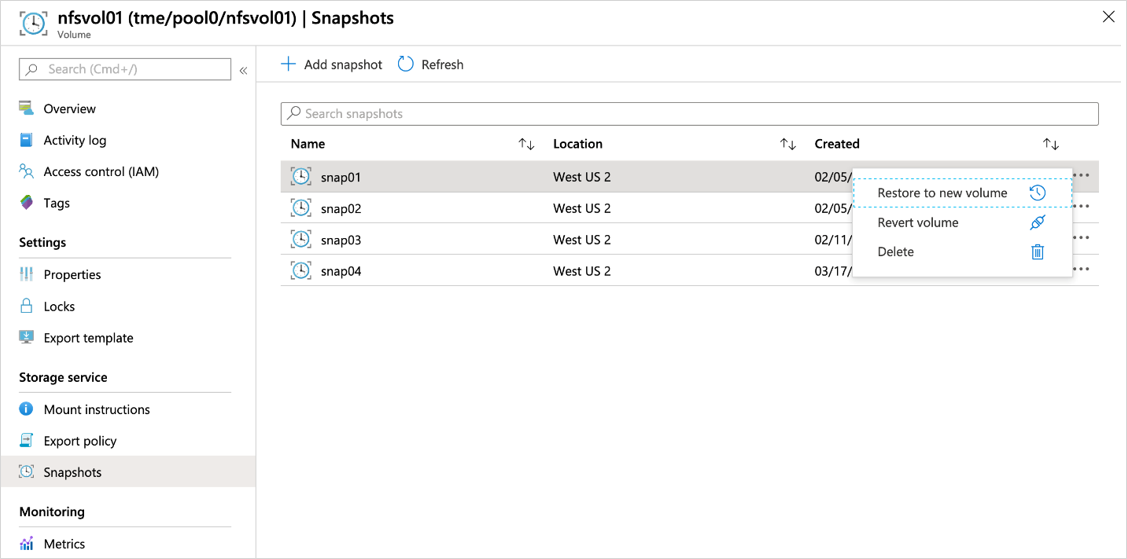 nfsvol01 (tme/pool0/nfsvol01) | Snapshots
Volume
Search (Cmd+/)
«
Add snapshot
Refresh
Overview
Activity log
Access control (IAM)
Tags
Settings
Properties
Locks
Export template
Storage service
Mount instructions
Export policy
Snapshots
Monitoring
Metrics
Search snapshots
Name Location Created
snap01 West US 2 02/05/
snap02 West US 2 02/05/
snap03 West US 2 02/11/
snap04 West US 2 03/17/
Restore to new volume
Revert volume
Delete